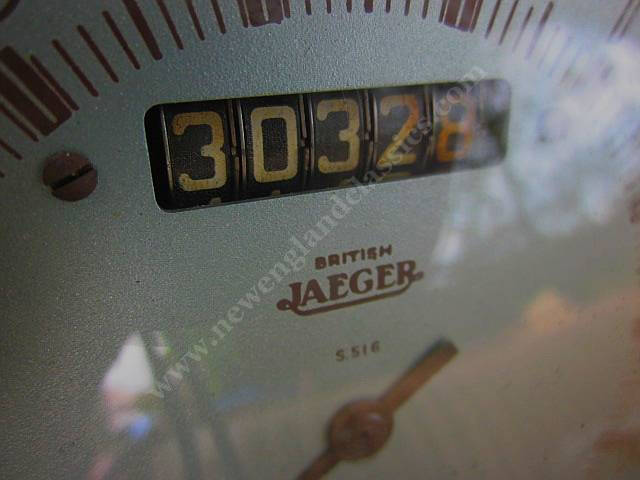 30328
BRITISH
JAEGER
S.516
www.newenglandclassics.com